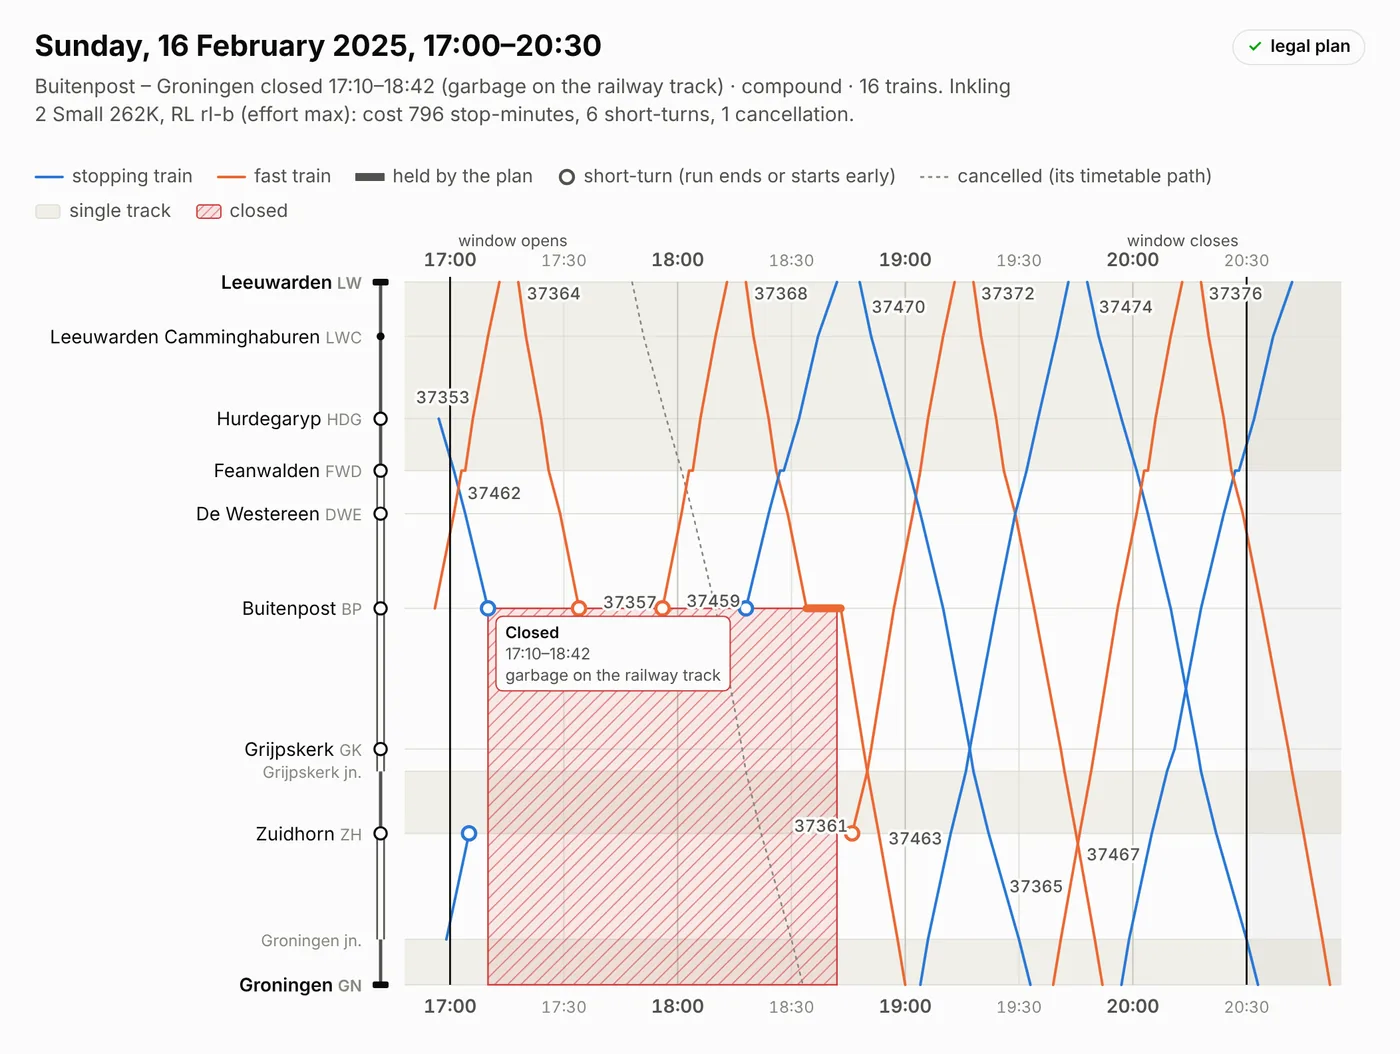 Sunday, 16 February 2025, 17:00–20:30
legal plan
Buitenpost – Groningen closed 17:10–18:42 (garbage on the railway track) · compound · 16 trains. Inkling
2 Small 262K, RL rl-b (effort max): cost 796 stop-minutes, 6 short-turns, 1 cancellation.
stopping train fast train held by the plan short-turn (run ends or starts early) cancelled (its timetable path)
single track closed
window opens window closes
17:00 17:30 18:00 18:30 19:00 19:30 20:00 20:30
Leeuwarden LW
37364 37368 37470 37372 37474 37376
Leeuwarden Camminghaburen LWC
37353
Hurdegaryp HDG
Feanwalden FWD
37462
De Westereen DWE
37357 37459
Buitenpost BP
Closed
17:10–18:42
garbage on the railway track
Grijpskerk GK
Grijpskerk jn.
Zuidhorn ZH
37361 37463
37467
37365
Groningen jn.
Groningen GN
17:00 17:30 18:00 18:30 19:00 19:30 20:00 20:30